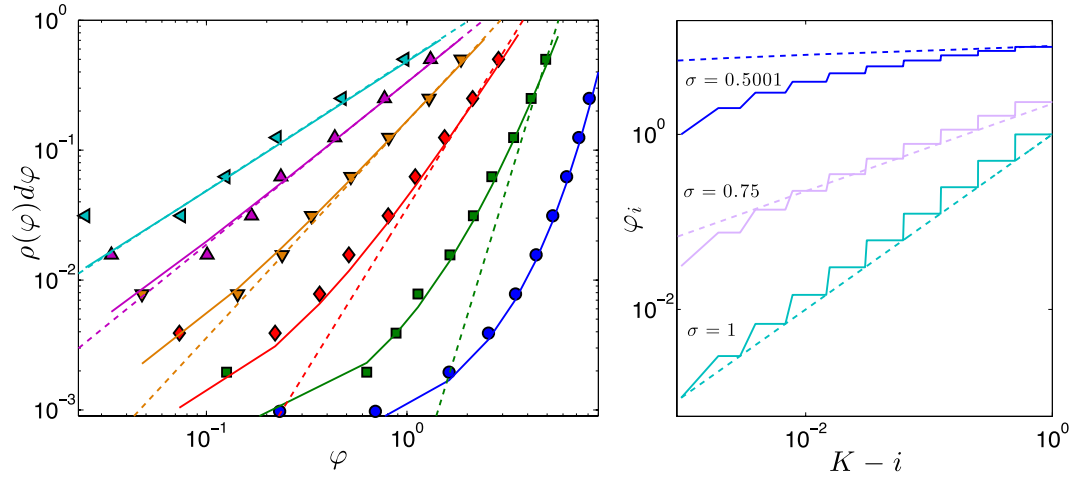 10^0
10^{-1}
10^{-2}
10^{-3}
ρ(φ)dφ
10^{-1}
10^0
φ
σ = 0.5001
σ = 0.75
σ = 1
10^0
10^{-2}
φ_i
10^{-2}
10^0
K − i